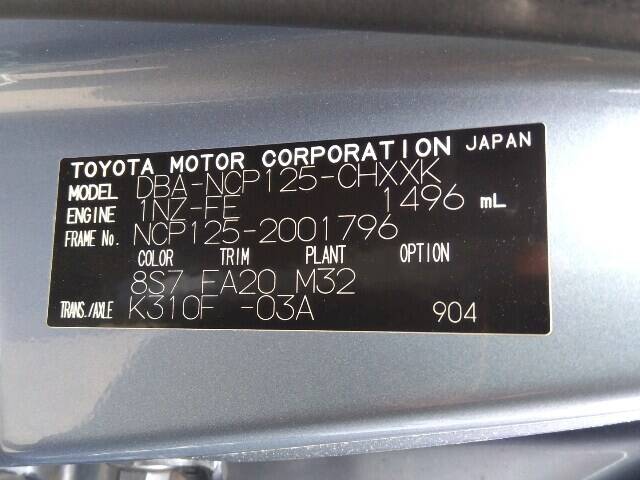 TOYOTA MOTOR CORPORATION JAPAN
MODEL DBA-NCP125-CHXXK
ENGINE 1NZ-FE 1496 mL
FRAME No. NCP125-2001796
COLOR TRIM PLANT OPTION
8S7 FA20 M32
TRANS./AXLE K310F -03A 904